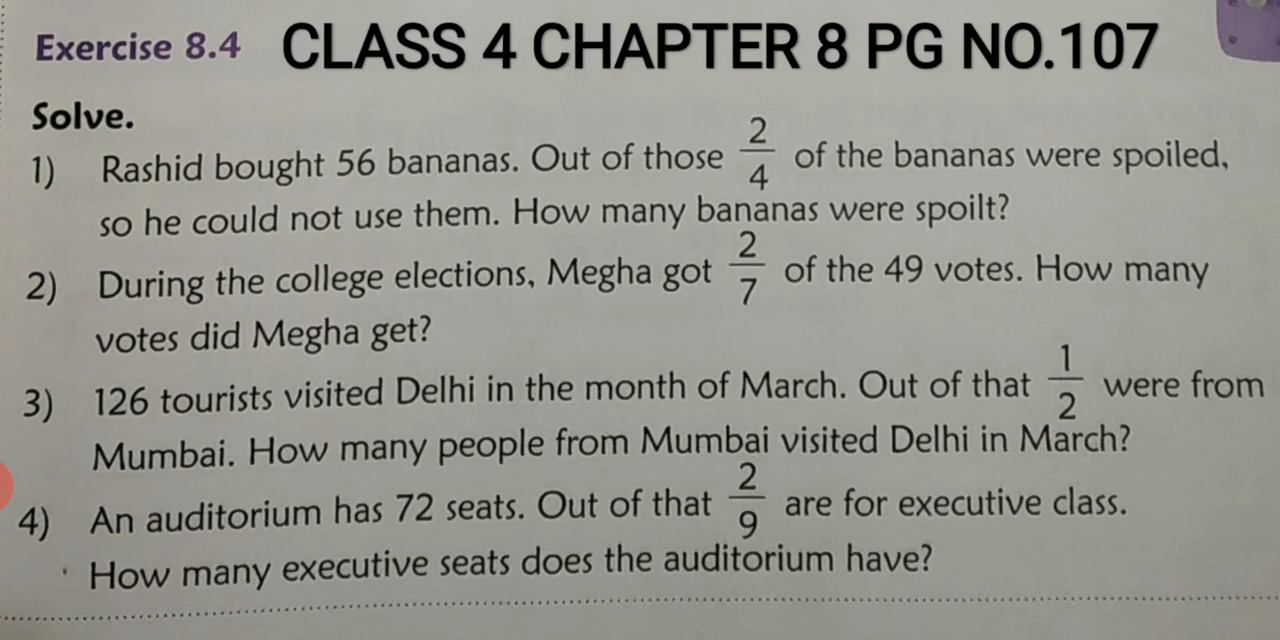 Exercise 8.4 CLASS 4 CHAPTER 8 PG NO.107
Solve.
1) Rashid bought 56 bananas. Out of those 2/4 of the bananas were spoiled,
so he could not use them. How many bananas were spoilt?
2) During the college elections, Megha got 2/7 of the 49 votes. How many
votes did Megha get?
3) 126 tourists visited Delhi in the month of March. Out of that 1/2 were from
Mumbai. How many people from Mumbai visited Delhi in March?
4) An auditorium has 72 seats. Out of that 2/9 are for executive class.
How many executive seats does the auditorium have?